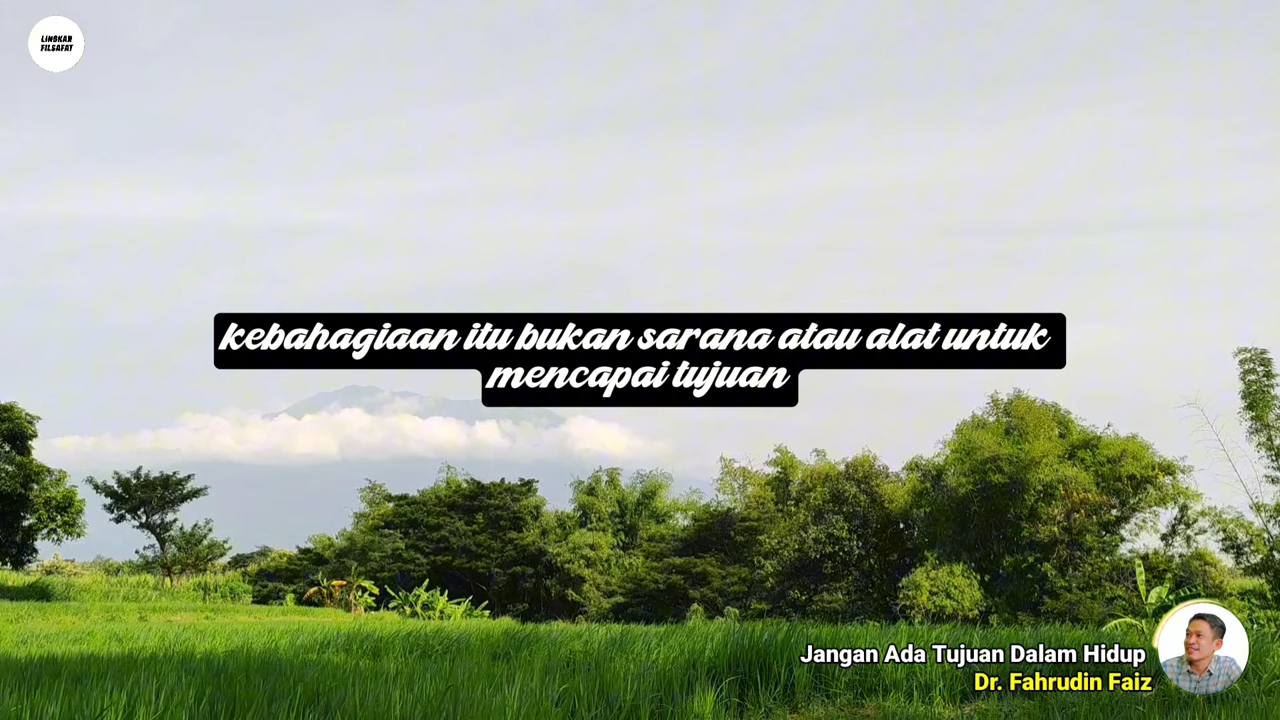 LINGKAR
FILSAFAT
kebahagiaan itu bukan sarana atau alat untuk
mencapai tujuan
Jangan Ada Tujuan Dalam Hidup
Dr. Fahrudin Faiz